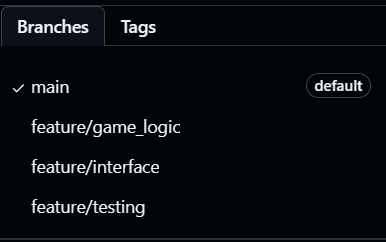 Branches Tags
main default
feature/game_logic
feature/interface
feature/testing